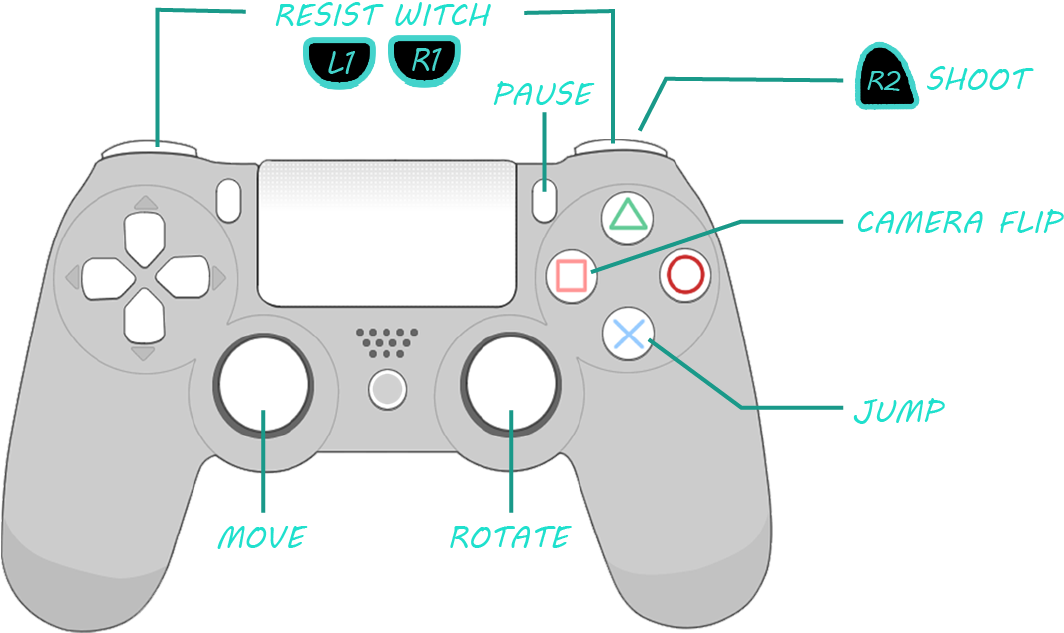 RESIST WITCH
L1 R1
R2 SHOOT
PAUSE
CAMERA FLIP
JUMP
MOVE
ROTATE